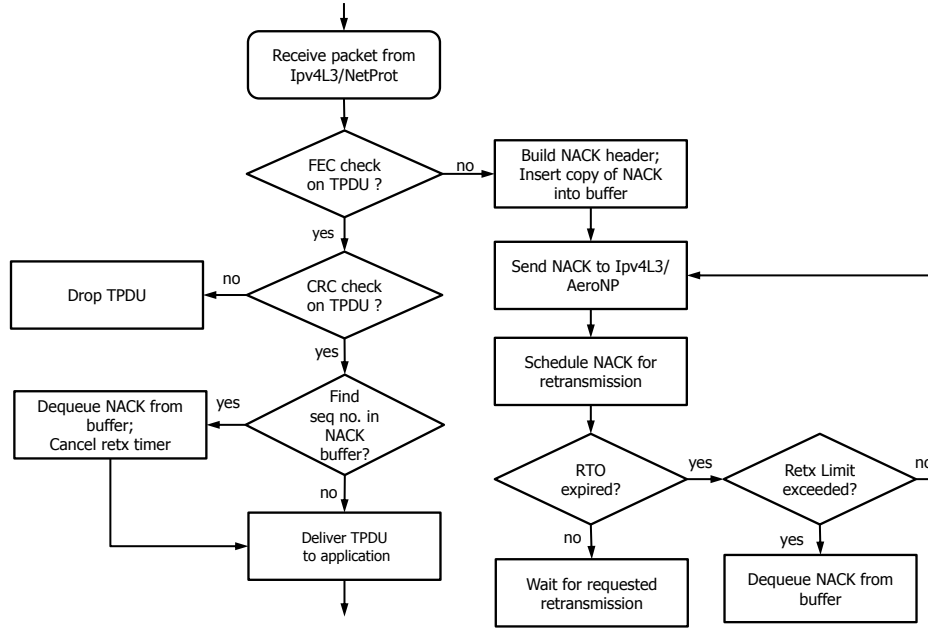 Receive packet from
Ipv4L3/NetProt
FEC check
on TPDU ?
no
Build NACK header;
Insert copy of NACK
into buffer
yes
Send NACK to Ipv4L3/
AeroNP
CRC check
on TPDU ?
no
Drop TPDU
yes
Schedule NACK for
retransmission
Find
seq no. in
NACK
buffer?
yes
Dequeue NACK from
buffer;
Cancel retx timer
no
Deliver TPDU
to application
RTO
expired?
yes
Retx Limit
exceeded?
no
no
Wait for requested
retransmission
yes
Dequeue NACK from
buffer